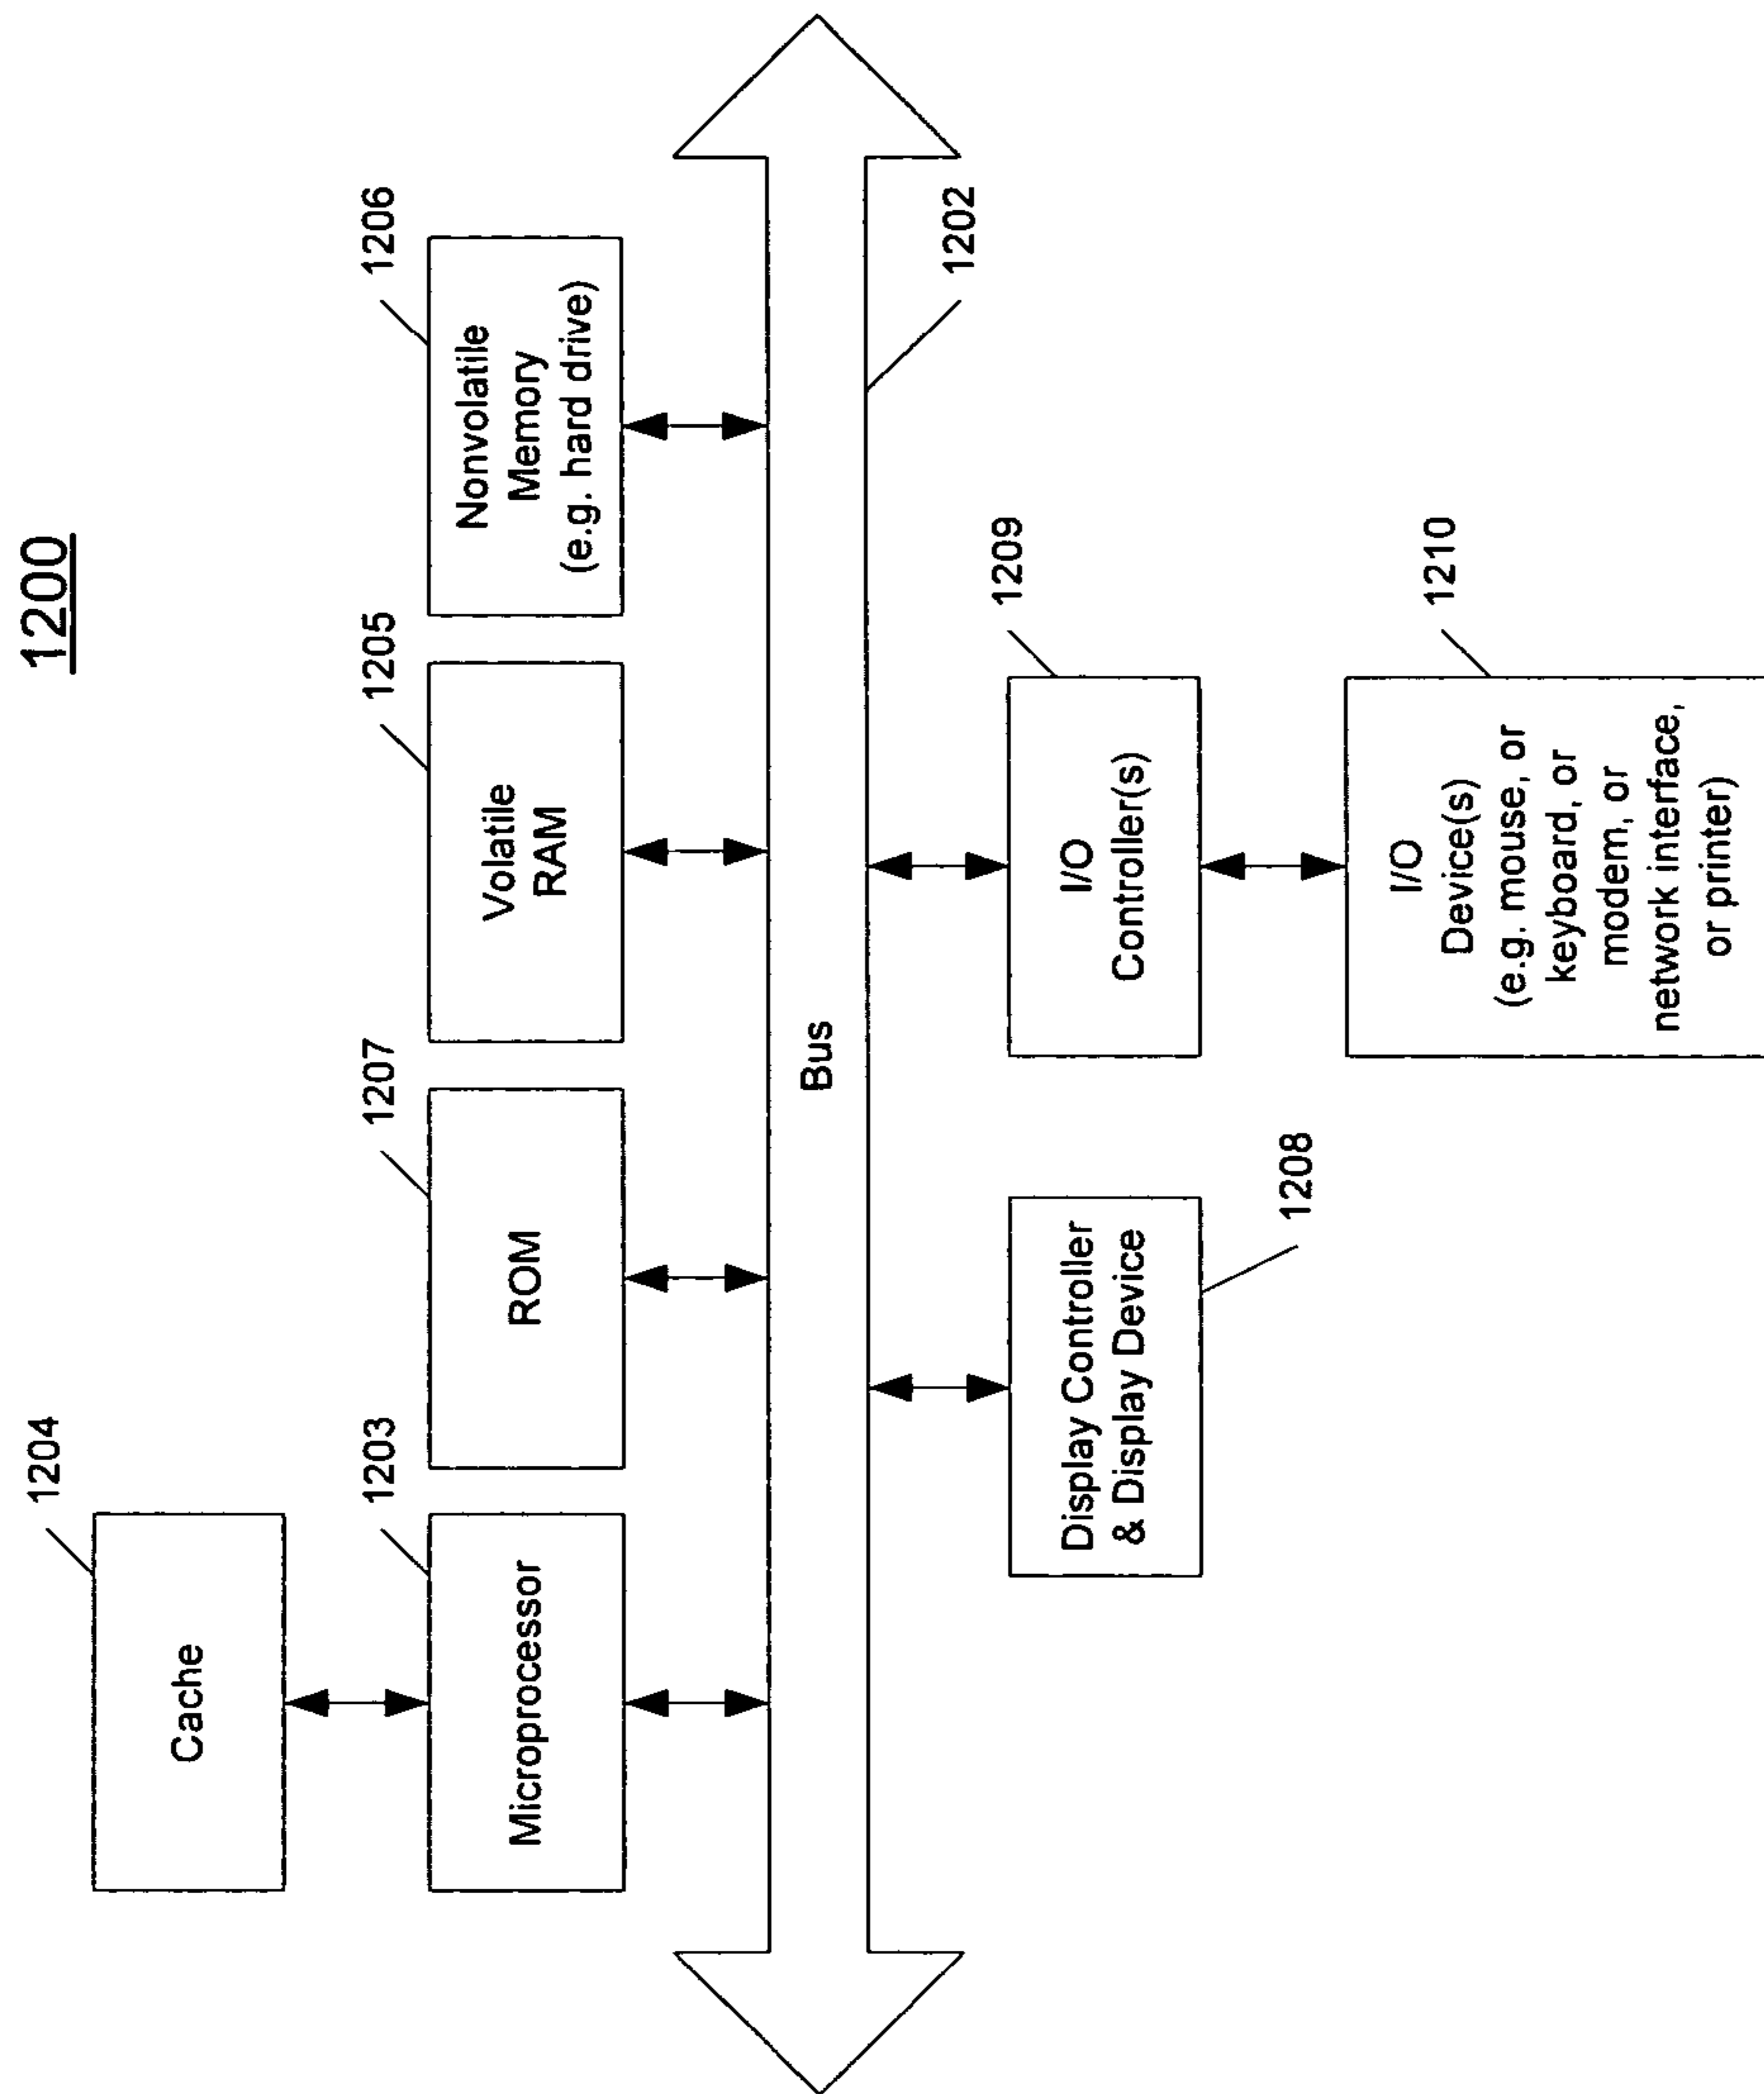 1200
1204
Cache
1203
1207
1205
1206
Microprocessor
ROM
Volatile
RAM
Nonvolatile
Memory
(e.g. hard drive)
Bus
1202
1209
Display Controller
& Display Device
I/O
Controller(s)
1208
1210
I/O
Device(s)
(e.g. mouse, or
keyboard, or
modem, or
network interface,
or printer)